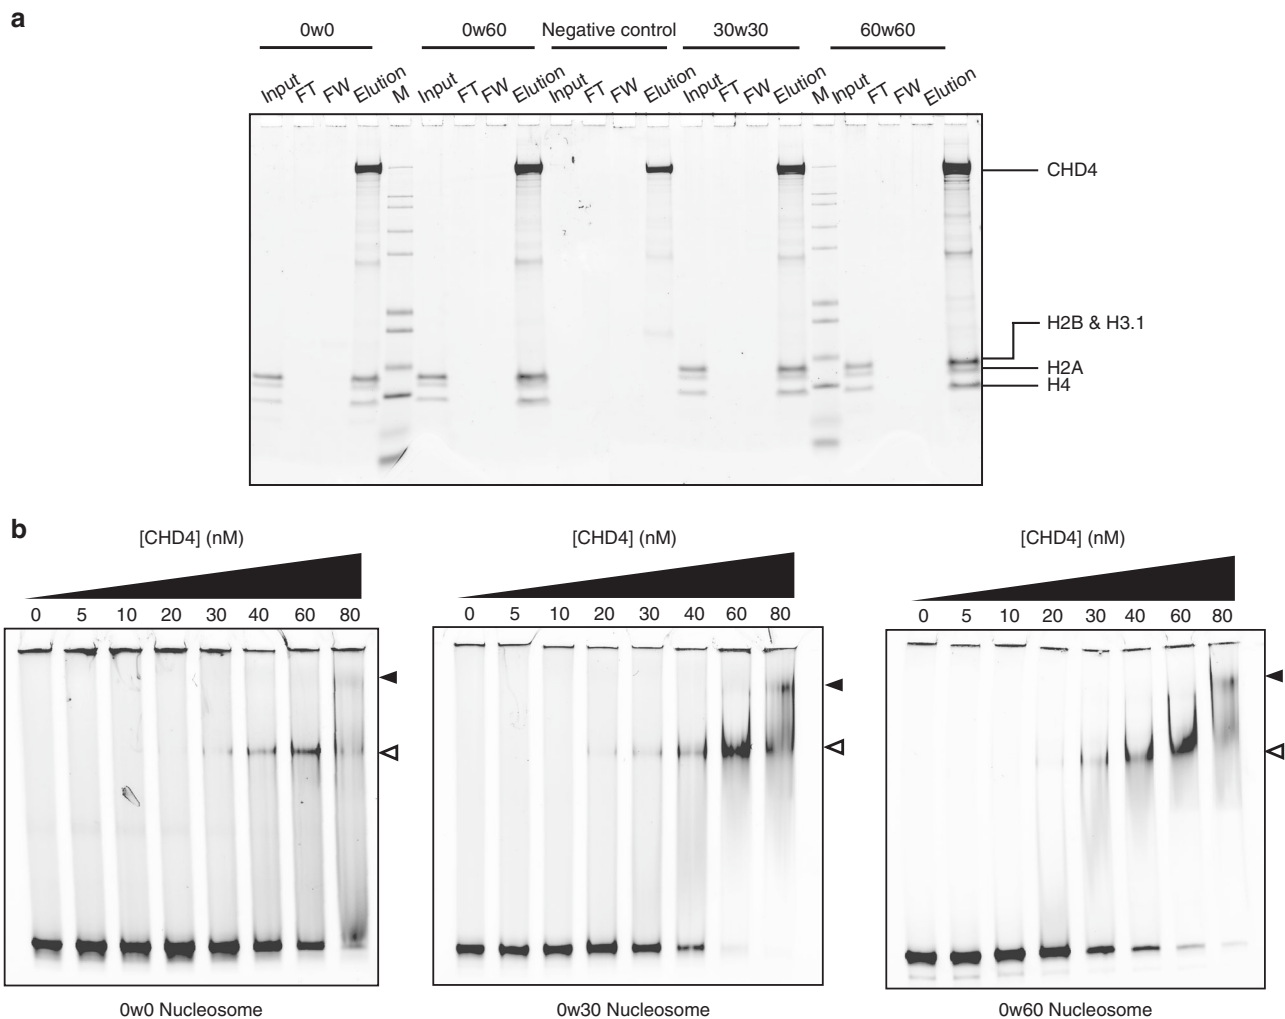 a
0w0 0w60 Negative control 30w30 60w60
Input FT FW Elution M Input FT FW Elution Input FT FW Elution Input FT FW Elution M Input FT FW Elution
CHD4
H2B & H3.1
H2A
H4
b
[CHD4] (nM) [CHD4] (nM) [CHD4] (nM)
0 5 10 20 30 40 60 80 0 5 10 20 30 40 60 80 0 5 10 20 30 40 60 80
0w0 Nucleosome 0w30 Nucleosome 0w60 Nucleosome